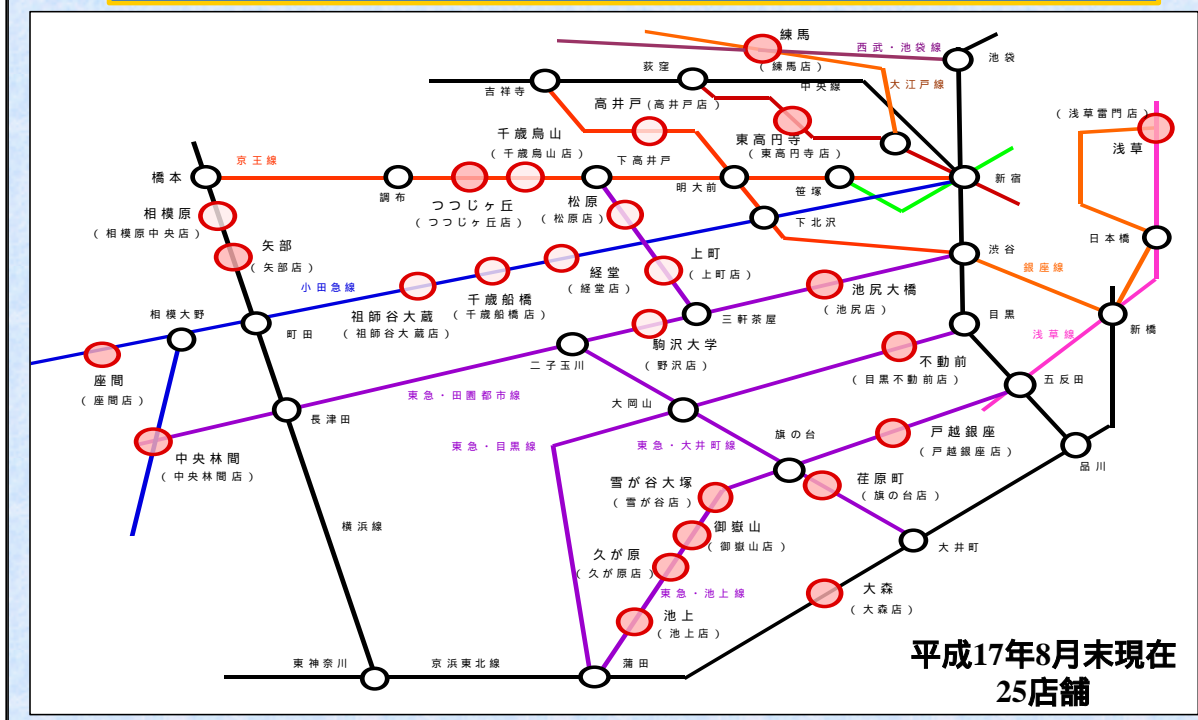 練馬
(練馬店)
西武・池袋線
池袋
荻窪
中央線
大江戸線
吉祥寺
高井戸(高井戸店)
(浅草雷門店)
浅草
千歳烏山
(千歳烏山店)
下高井戸
東高円寺
(東高円寺店)
京王線
橋本
調布
つつじヶ丘
(つつじヶ丘店)
松原
(松原店)
明大前
笹塚
新宿
相模原
(相模原中央店)
下北沢
日本橋
矢部
(矢部店)
上町
(上町店)
渋谷
銀座線
小田急線
経堂
(経堂店)
千歳船橋
(千歳船橋店)
祖師谷大蔵
(祖師谷大蔵店)
池尻大橋
(池尻店)
三軒茶屋
相模大野
町田
目黒
新橋
浅草線
駒沢大学
(野沢店)
二子玉川
不動前
(目黒不動前店)
座間
(座間店)
五反田
東急・田園都市線
大岡山
長津田
東急・目黒線
東急・大井町線
旗の台
戸越銀座
(戸越銀座店)
中央林間
(中央林間店)
品川
雪が谷大塚
(雪が谷店)
荏原町
(旗の台店)
横浜線
御嶽山
(御嶽山店)
大井町
久が原
(久が原店)
東急・池上線
大森
(大森店)
池上
(池上店)
東神奈川
京浜東北線
蒲田
平成17年8月末現在
25店舗